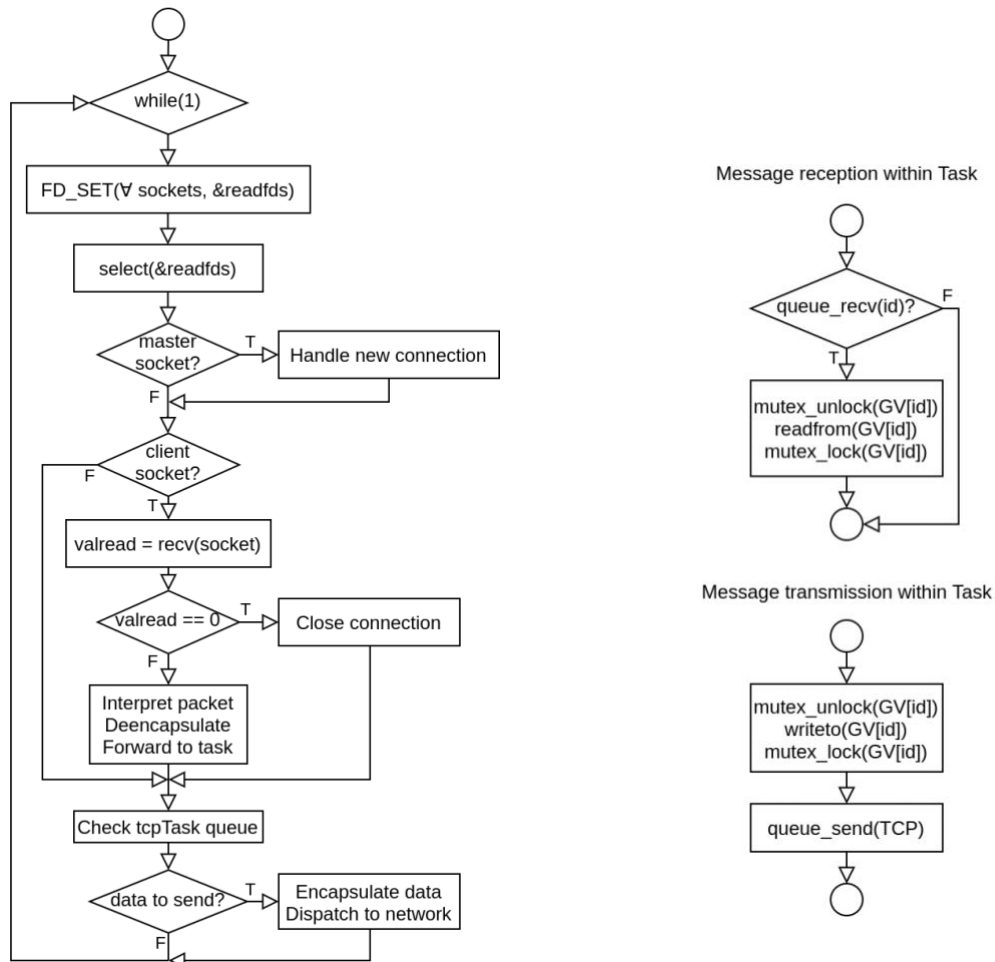 while(1)
FD_SET(∀ sockets, &readfds)
select(&readfds)
master
socket?
T
Handle new connection
F
client
socket?
F
T
valread = recv(socket)
valread == 0
T
Close connection
F
Interpret packet
Deencapsulate
Forward to task
Check tcpTask queue
data to send?
T
Encapsulate data
Dispatch to network
F
Message reception within Task
queue_recv(id)?
F
T
mutex_unlock(GV[id])
readfrom(GV[id])
mutex_lock(GV[id])
Message transmission within Task
mutex_unlock(GV[id])
writeto(GV[id])
mutex_lock(GV[id])
queue_send(TCP)